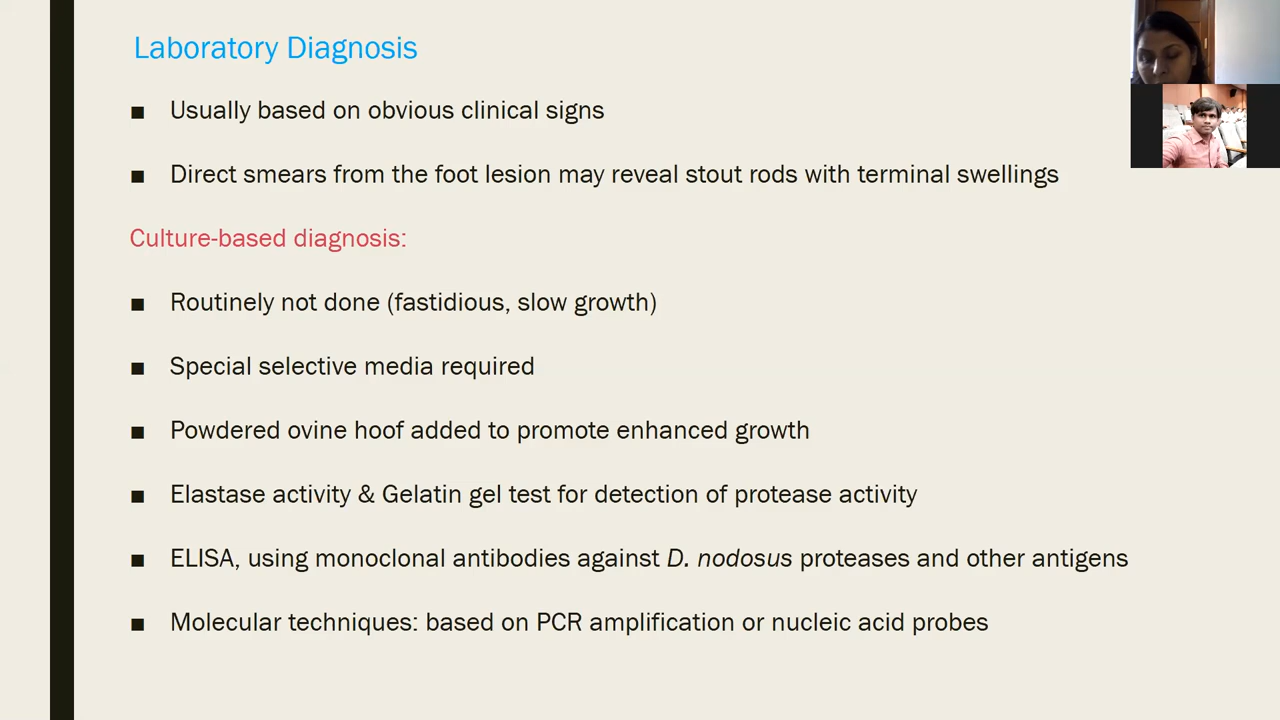 Laboratory Diagnosis
■ Usually based on obvious clinical signs
■ Direct smears from the foot lesion may reveal stout rods with terminal swellings
Culture-based diagnosis:
■ Routinely not done (fastidious, slow growth)
■ Special selective media required
■ Powdered ovine hoof added to promote enhanced growth
■ Elastase activity & Gelatin gel test for detection of protease activity
■ ELISA, using monoclonal antibodies against D. nodosus proteases and other antigens
■ Molecular techniques: based on PCR amplification or nucleic acid probes